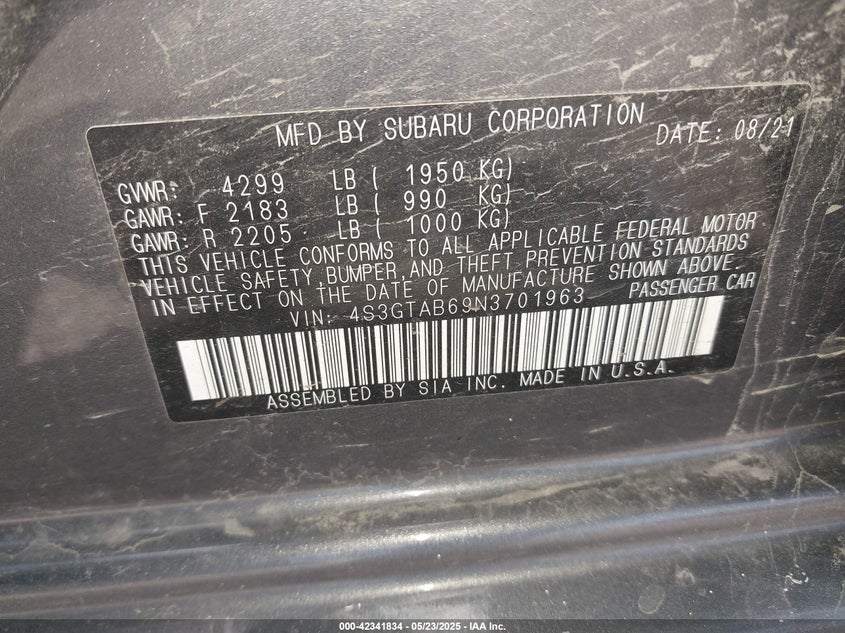 MFD BY SUBARU CORPORATION DATE: 08/21
GVWR: 4299 LB ( 1950 KG)
GAWR: F 2183 LB ( 990 KG)
GAWR: R 2205 LB ( 1000 KG)
THIS VEHICLE CONFORMS TO ALL APPLICABLE FEDERAL MOTOR
VEHICLE SAFETY,BUMPER,AND THEFT PREVENTION STANDARDS
IN EFFECT ON THE DATE OF MANUFACTURE SHOWN ABOVE.
VIN: 4S3GTAB69N3701963 PASSENGER CAR
ASSEMBLED BY SIA INC. MADE IN U.S.A.
000-42341834 - 05/23/2025 - IAA Inc.